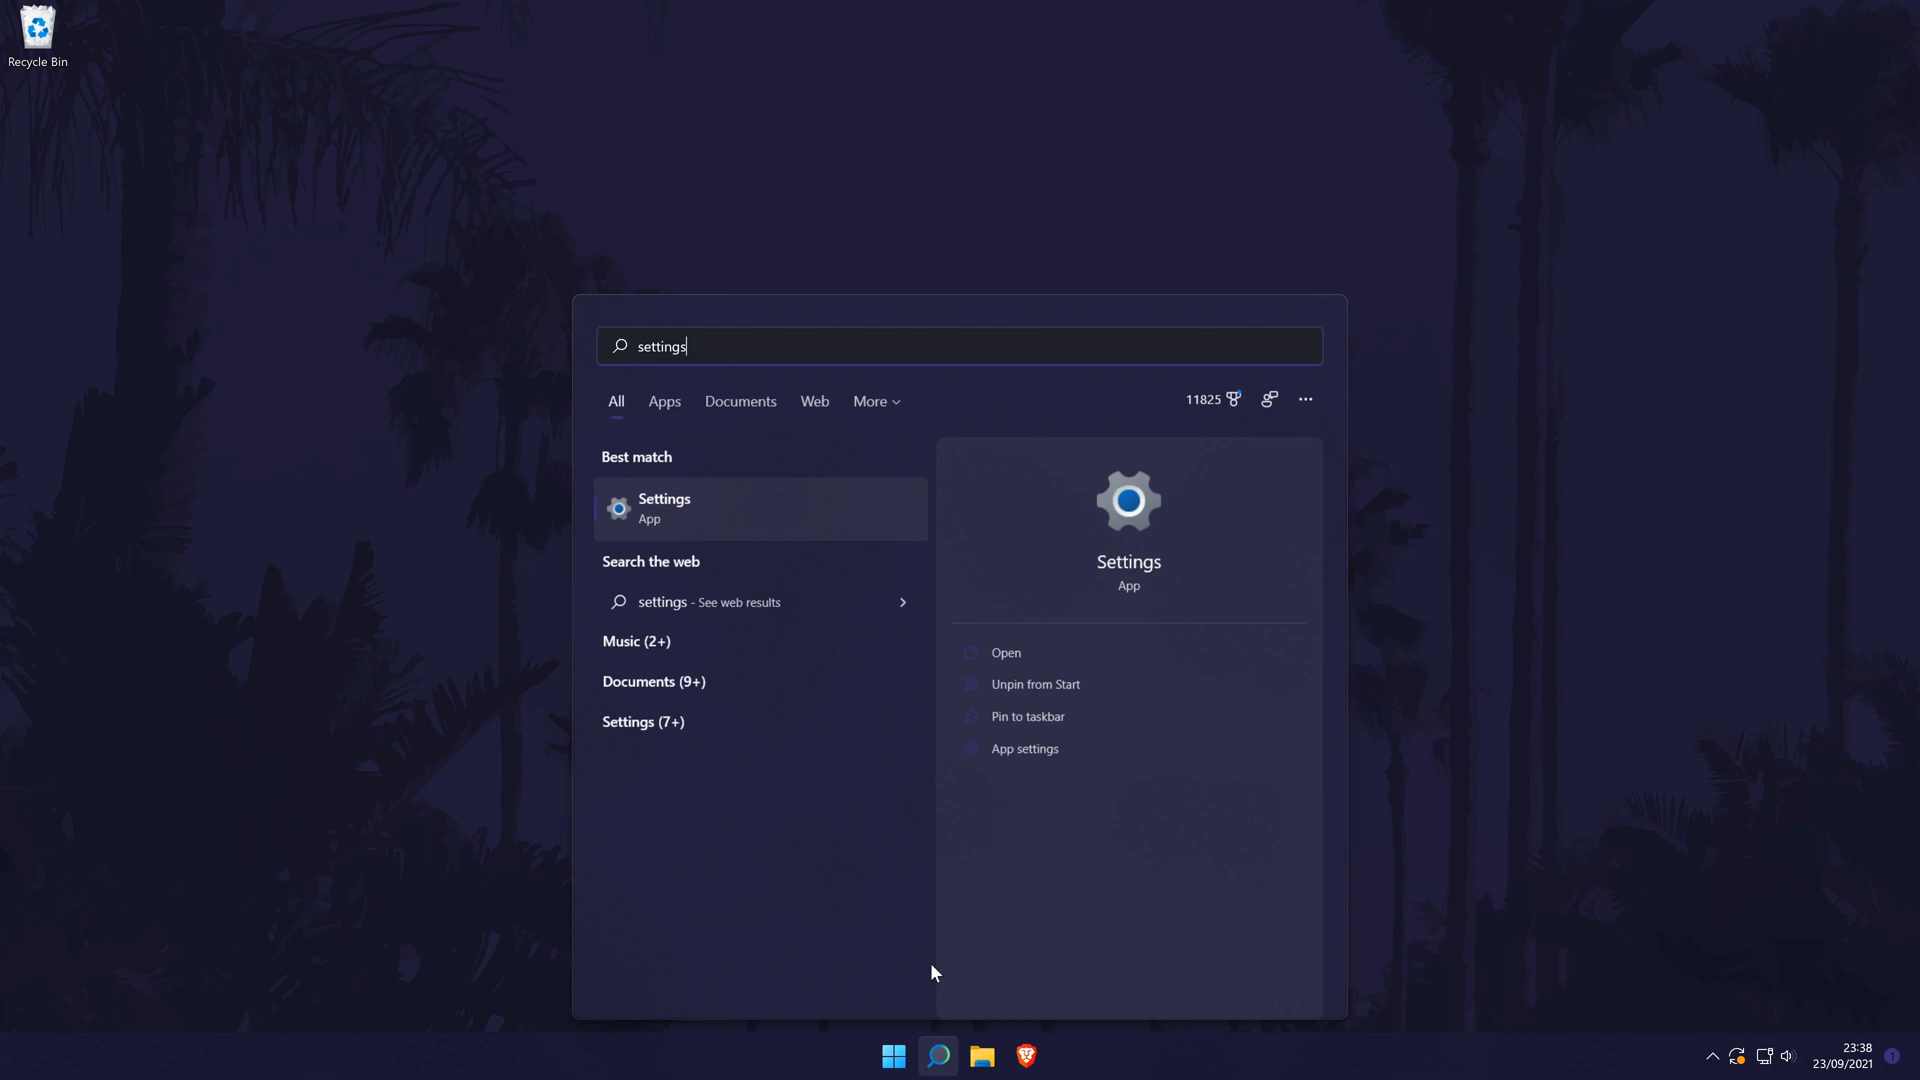 Recycle Bin
settings
All Apps Documents Web More
11825
Best match
Settings
App
Search the web
settings - See web results
Music (2+)
Documents (9+)
Settings (7+)
Settings
App
Open
Unpin from Start
Pin to taskbar
App settings
23:38
23/09/2021
1